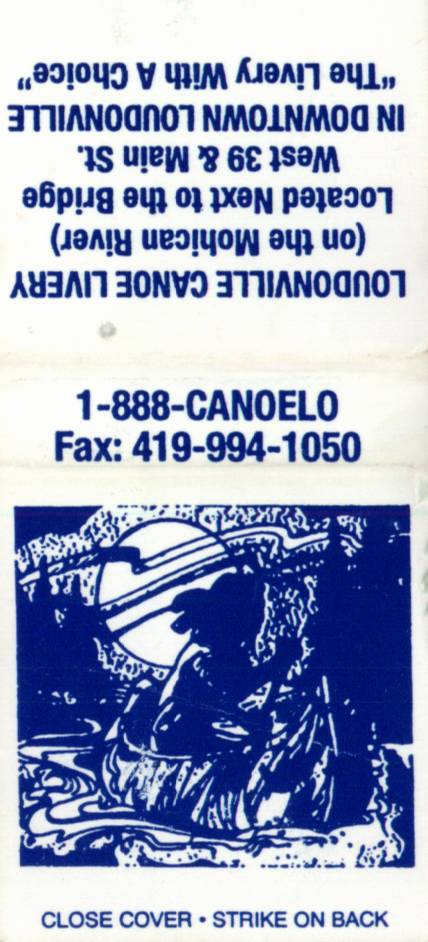 LOUDONVILLE CANOE LIVERY
(on the Mohican River)
Located Next to the Bridge
West 39 & Main St.
IN DOWNTOWN LOUDONVILLE
"The Livery With A Choice"
1-888-CANOELO
Fax: 419-994-1050
CLOSE COVER • STRIKE ON BACK